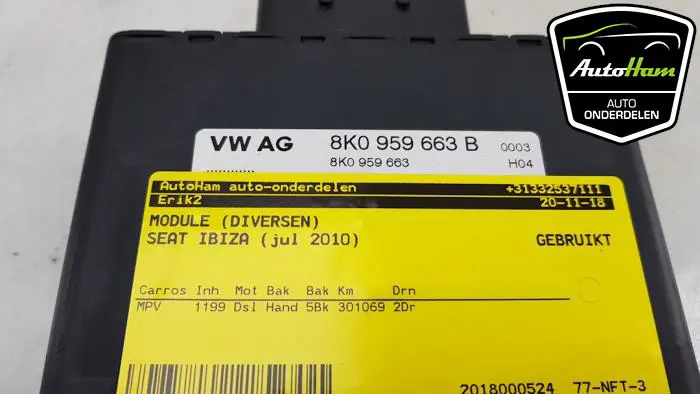 AutoHam
AUTO
ONDERDELEN
VW AG 8K0 959 663 B 0003
8K0 959 663 H04
AutoHam auto-onderdelen +31332537111
Erik2 20-11-18
MODULE (DIVERSEN)
SEAT IBIZA (jul 2010) GEBRUIKT
Carros Inh Mot Bak Bak Km Drn
MPV 1199 Dsl Hand 5Bk 301069 2Dr
2018000524 77-NFT-3